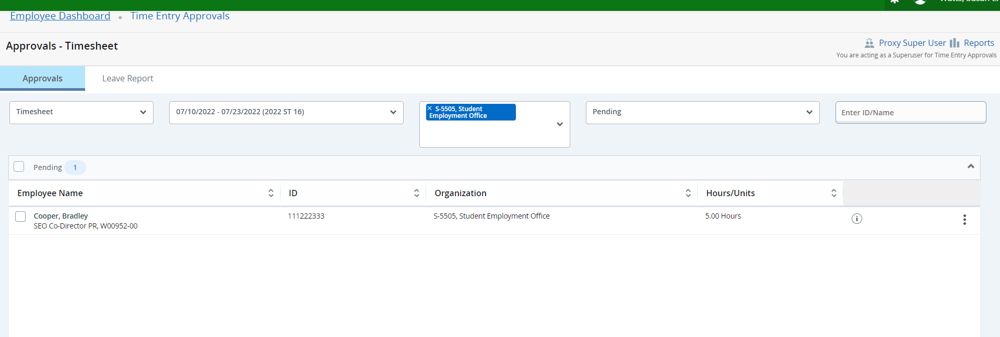 Employee Dashboard • Time Entry Approvals
Approvals - Timesheet
Proxy Super User Reports
You are acting as a Superuser for Time Entry Approvals
Approvals Leave Report
Timesheet
07/10/2022 - 07/23/2022 (2022 ST 16)
S-5505, Student
Employment Office
Pending
Enter ID/Name
Pending 1
Employee Name ID Organization Hours/Units
Cooper, Bradley 111222333 S-5505, Student Employment Office 5.00 Hours
SEO Co-Director PR, W00952-00